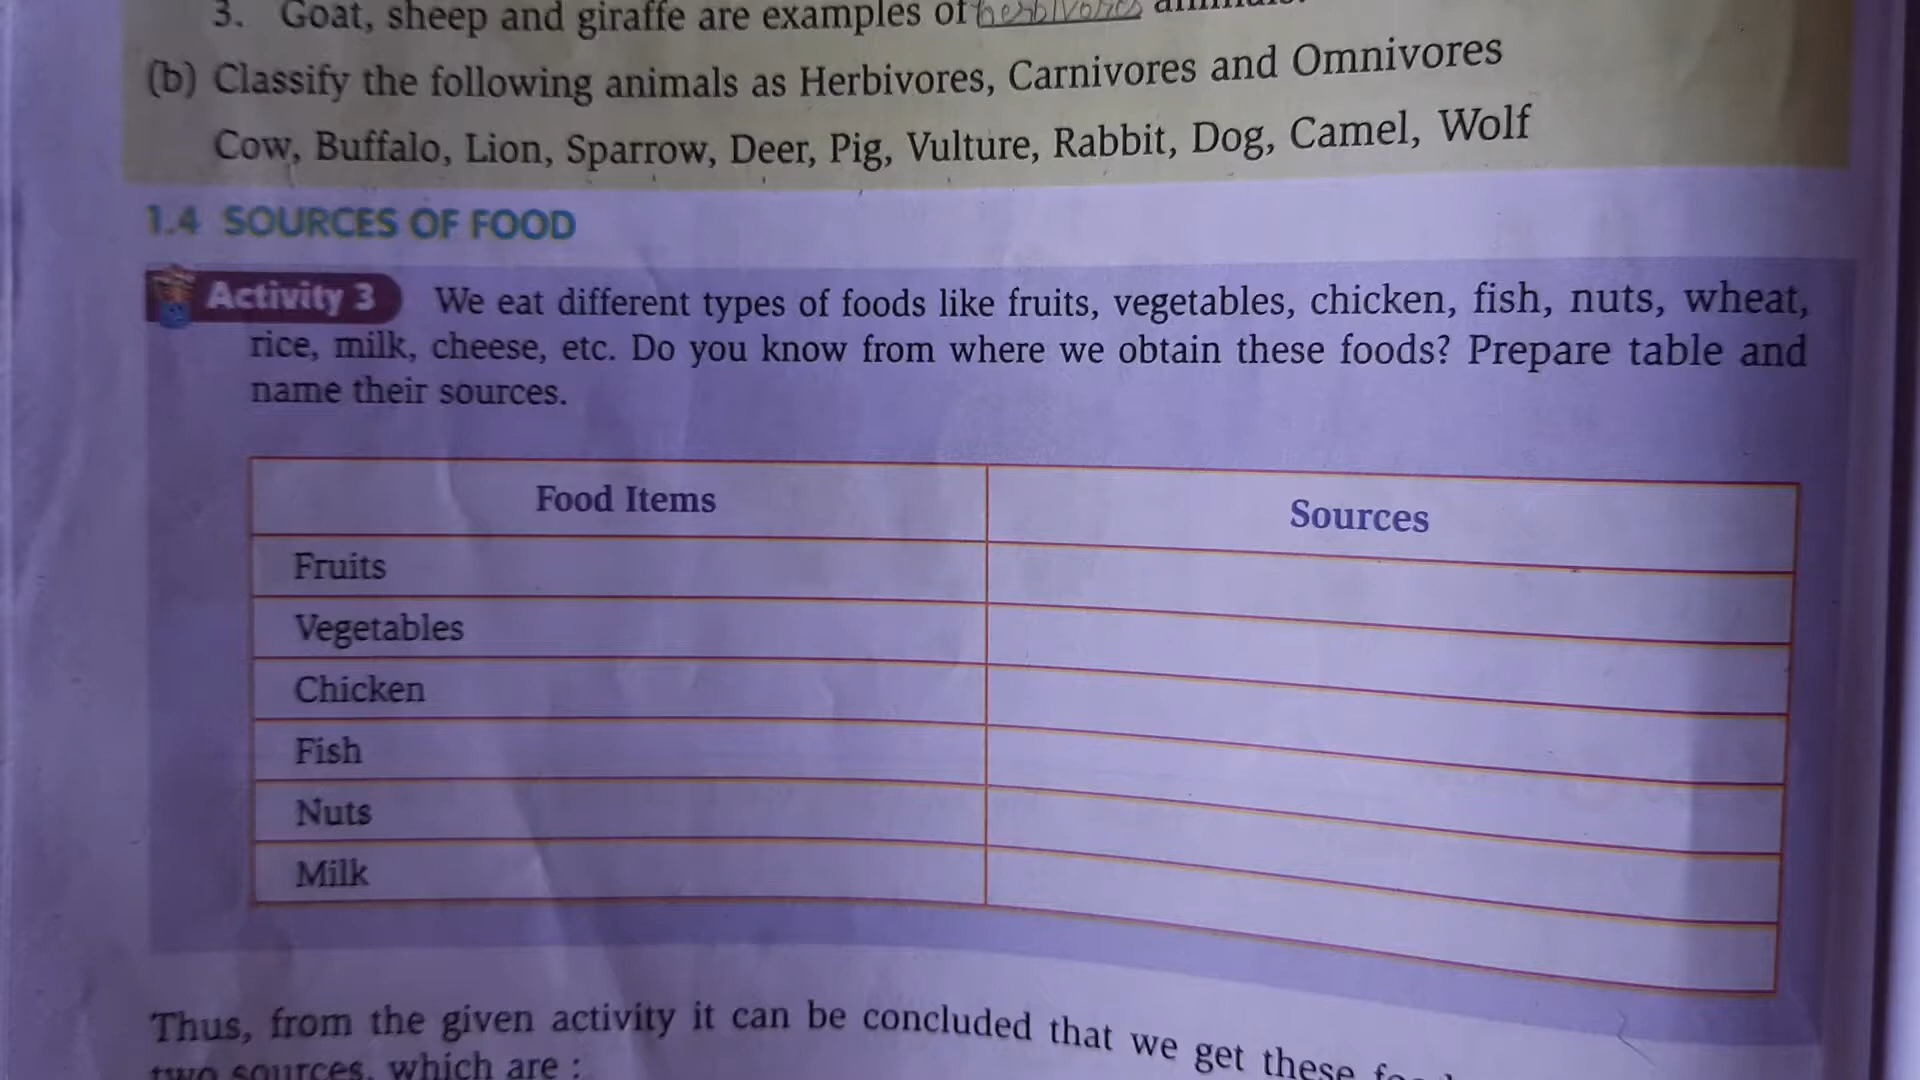 3. Goat, sheep and giraffe are examples of herbivores animals.
(b) Classify the following animals as Herbivores, Carnivores and Omnivores
Cow, Buffalo, Lion, Sparrow, Deer, Pig, Vulture, Rabbit, Dog, Camel, Wolf
1.4 SOURCES OF FOOD
Activity 3 We eat different types of foods like fruits, vegetables, chicken, fish, nuts, wheat,
rice, milk, cheese, etc. Do you know from where we obtain these foods? Prepare table and
name their sources.
Food Items Sources
Fruits
Vegetables
Chicken
Fish
Nuts
Milk
Thus, from the given activity it can be concluded that we get these
two sources, which are :